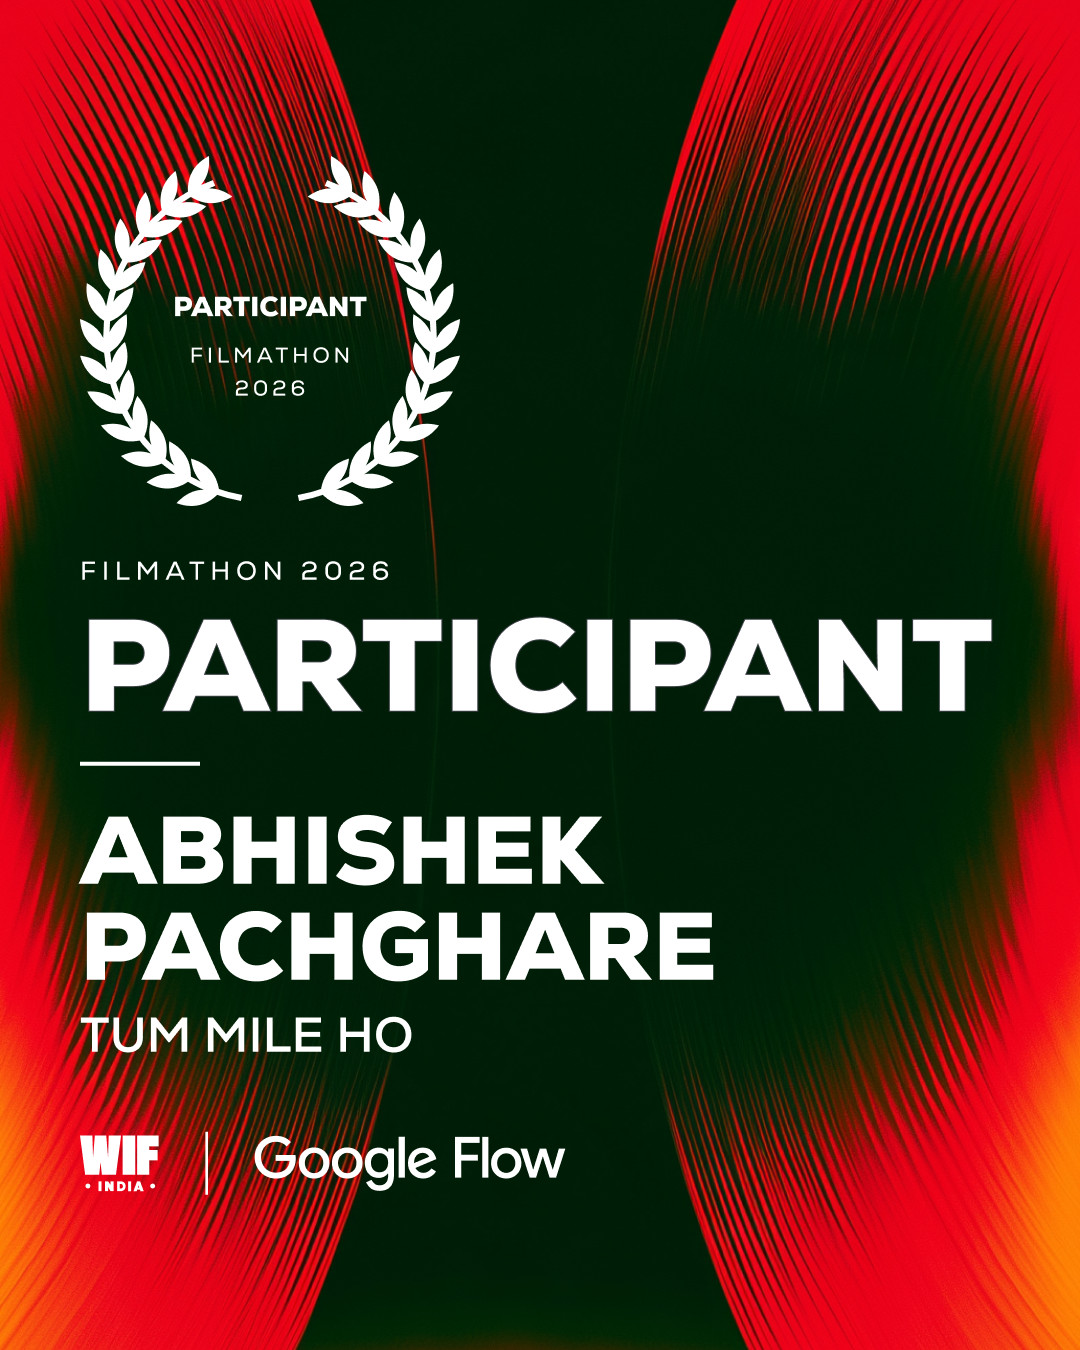 PARTICIPANT
FILMATHON
2026
FILMATHON 2026
PARTICIPANT
ABHISHEK
PACHGHARE
TUM MILE HO
WIF
• INDIA •
Google Flow